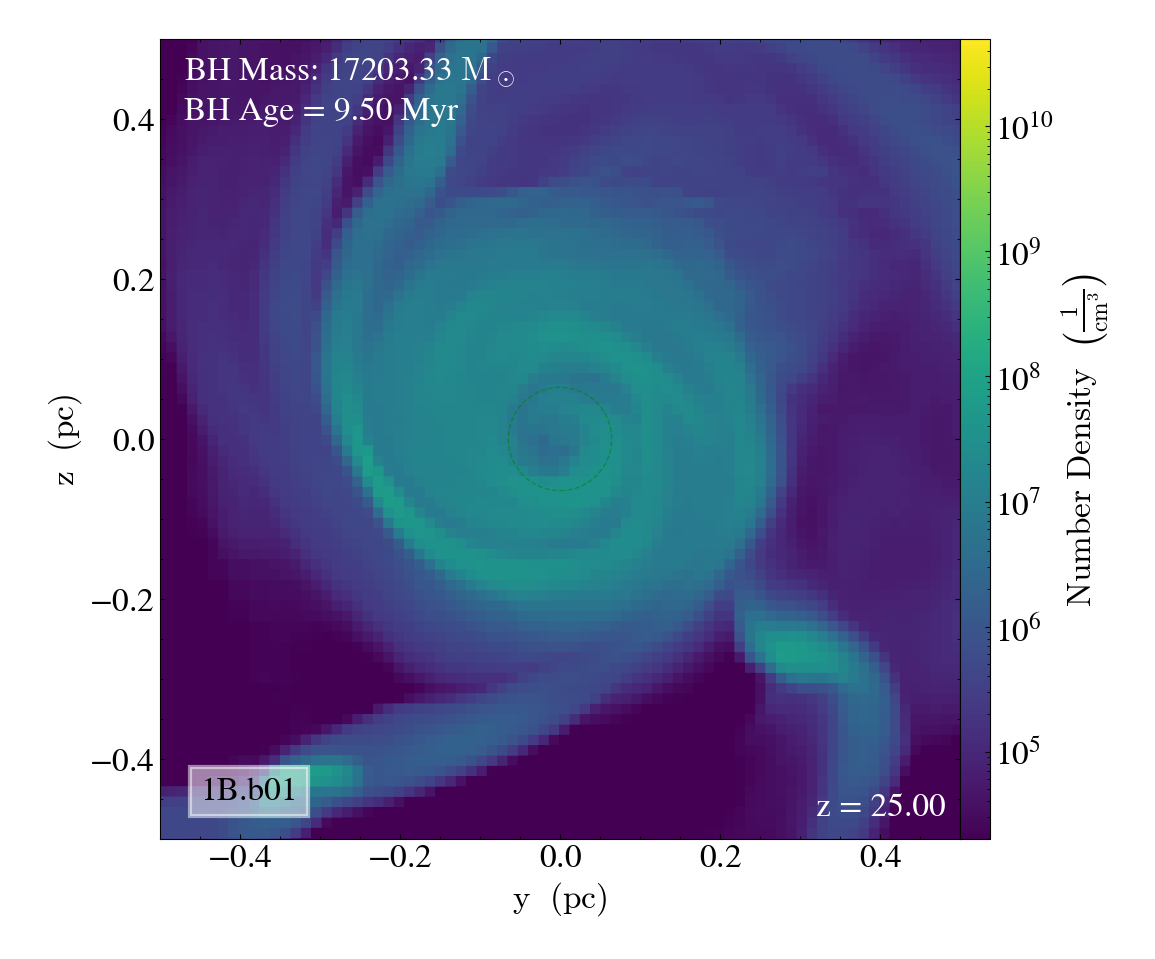 BH Mass: 17203.33 M⊙
BH Age = 9.50 Myr
0.4
0.2
0.0
−0.2
−0.4
z (pc)
1B.b01
z = 25.00
−0.4 −0.2 0.0 0.2 0.4
y (pc)
10¹⁰
10⁹
10⁸
10⁷
10⁶
10⁵
Number Density (1/cm³)